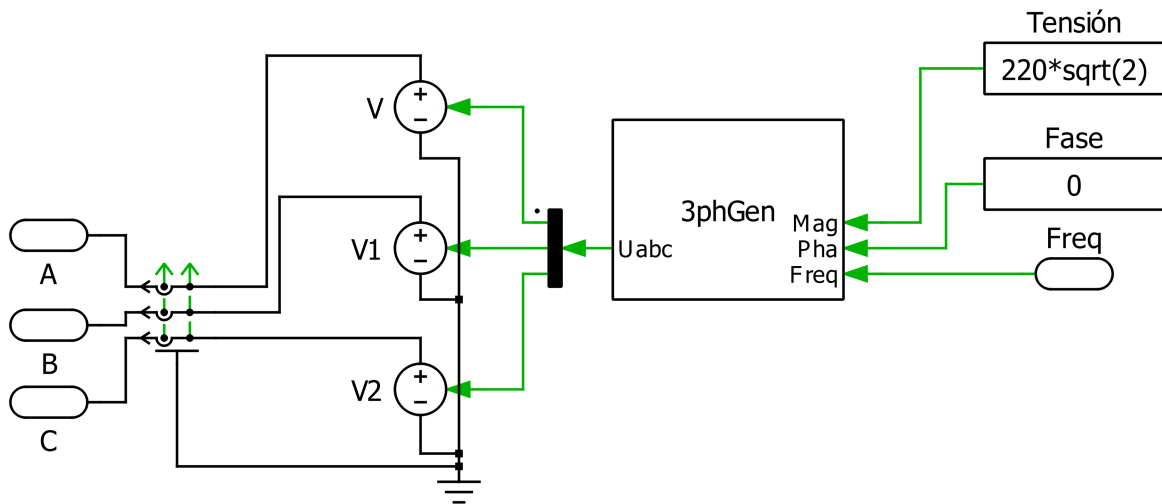 Tensión
220*sqrt(2)
V
Fase
0
3phGen
Mag
A
V1
Uabc
Pha
Freq
Freq
B
V2
C